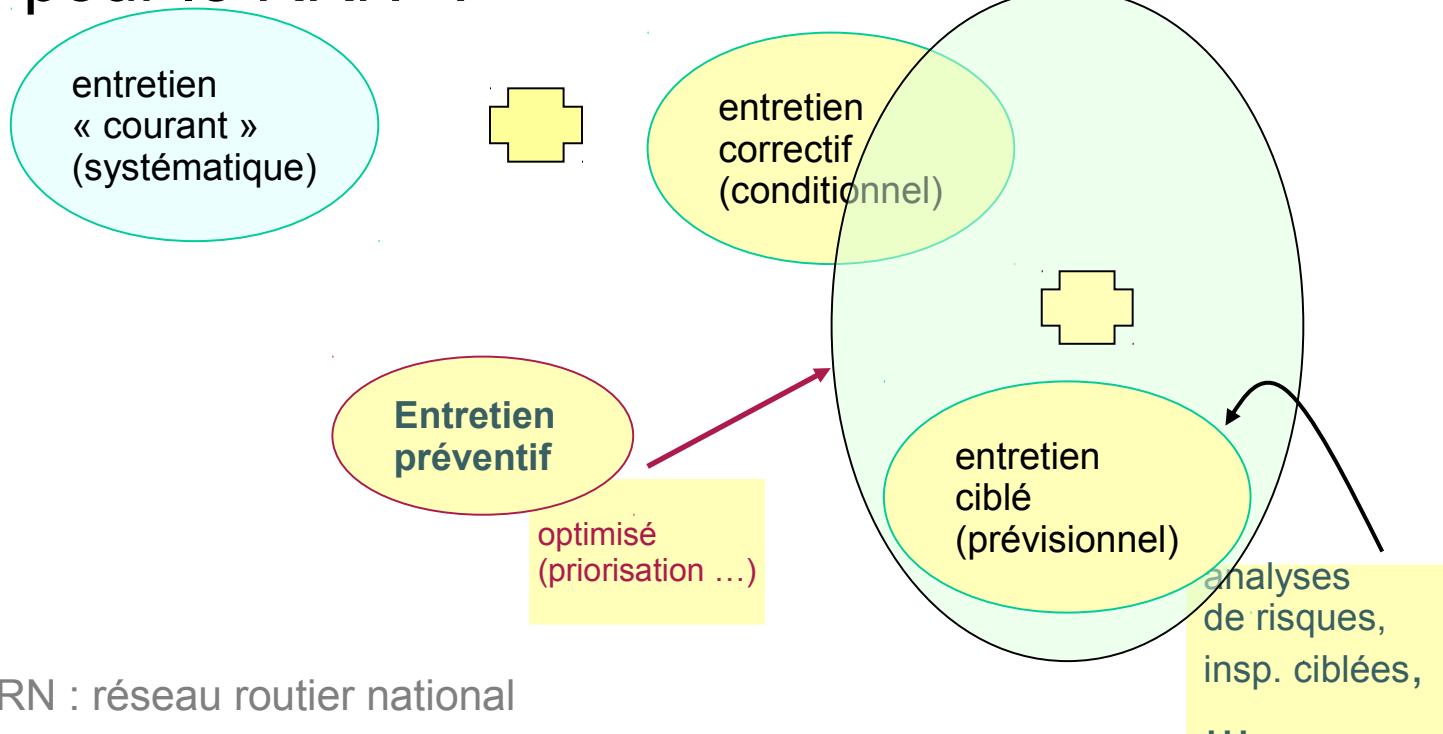 entretien
« courant »
(systématique)
entretien
correctif
(conditionnel)
Entretien
préventif
optimisé
(priorisation …)
entretien
ciblé
(prévisionnel)
analyses
de risques,
insp. ciblées,
…
RN : réseau routier national